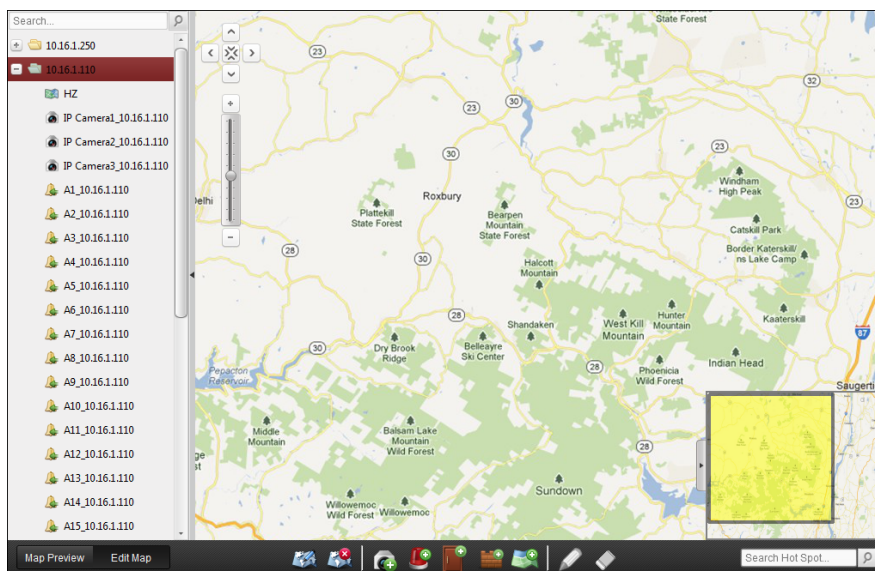 Search...
10.16.1.250
10.16.1.110
HZ
IP Camera1_10.16.1.110
IP Camera2_10.16.1.110
IP Camera3_10.16.1.110
A1_10.16.1.110
A2_10.16.1.110
A3_10.16.1.110
A4_10.16.1.110
A5_10.16.1.110
A6_10.16.1.110
A7_10.16.1.110
A8_10.16.1.110
A9_10.16.1.110
A10_10.16.1.110
A11_10.16.1.110
A12_10.16.1.110
A13_10.16.1.110
A14_10.16.1.110
A15_10.16.1.110
Map Preview
Edit Map
State Forest
23
32
23
30
23
30
Windham
High Peak
Roxbury
Delhi
23
Plattekill
State Forest
Bearpen
Mountain
State Forest
Catskill Park
28
30
Border Katerskill/
ns Lake Camp
Halcott
Mountain
28
Shandaken
West Kill
Mountain
Hunter
Mountain
Kaaterskill
87
30
Dry Brook
Ridge
Belleayre
Ski Center
28
Phoenicia
Wild Forest
Indian Head
Pepacton
Reservoir
Saugerti
Middle
Mountain
Balsam Lake
Mountain
Wild Forest
28
ge
st
Sundown
Willowemoc
Wild Forest
Willowemoc
Search Hot Spot...